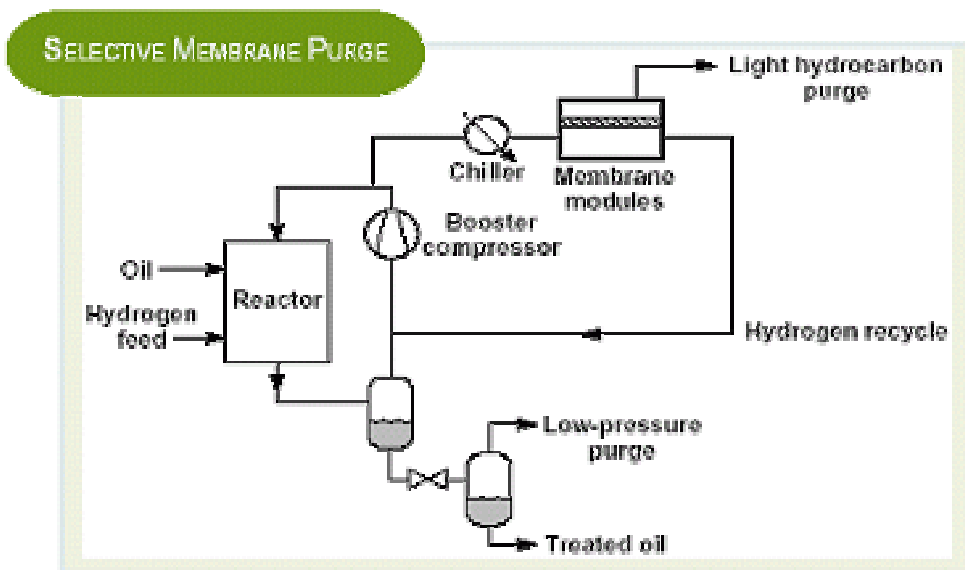 SELECTIVE MEMBRANE PURGE
Light hydrocarbon
purge
Chiller
Membrane
modules
Booster
compressor
Oil
Reactor
Hydrogen
feed
Hydrogen recycle
Low-pressure
purge
Treated oil